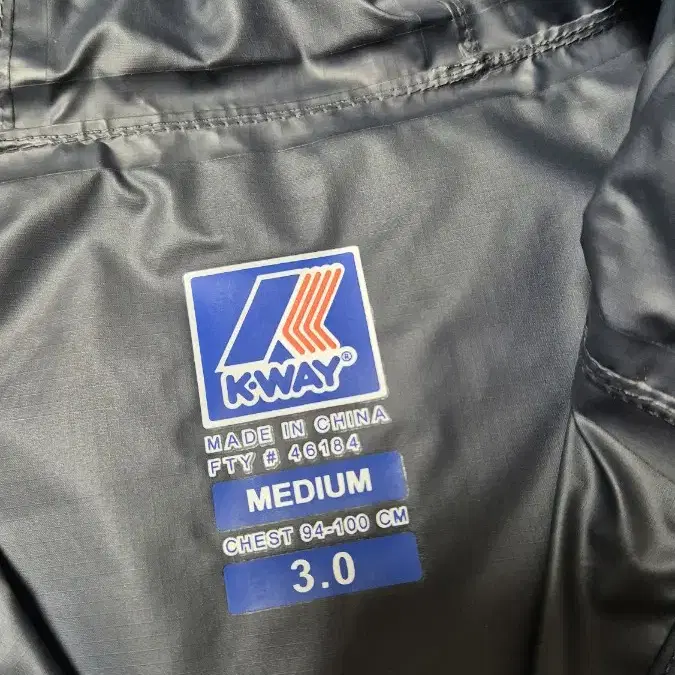 K·WAY®
MADE IN CHINA
FTY # 46184
MEDIUM
CHEST 94-100 CM
3.0